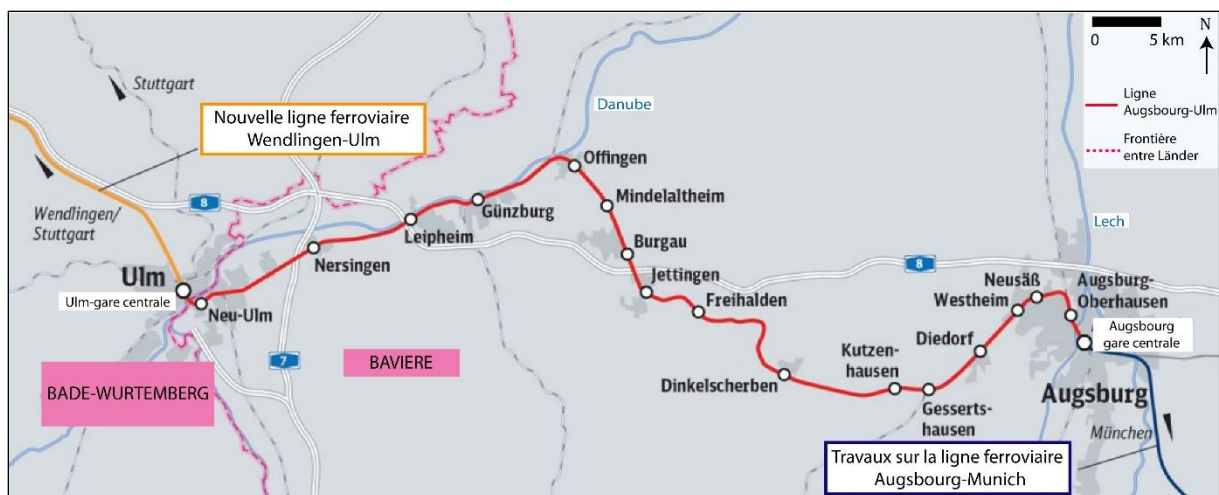 Stuttgart
Nouvelle ligne ferroviaire
Wendlingen-Ulm
Danube
0 5 km
N
Ligne
Augsbourg-Ulm
Frontière
entre Länder
Offingen
Mindelaltheim
8
Günzburg
Wendlingen/
Stuttgart
Leipheim
Lech
Burgau
Nersingen
Jettingen
8
Ulm
Neusäß
Augsburg-
Oberhausen
Ulm-gare centrale
Westheim
Freihalden
Neu-Ulm
Augsbourg
gare centrale
Diedorf
Kutzen-
hausen
7
BAVIERE
Dinkelscherben
BADE-WURTEMBERG
Augsburg
Gesserts-
hausen
München
Travaux sur la ligne ferroviaire
Augsbourg-Munich